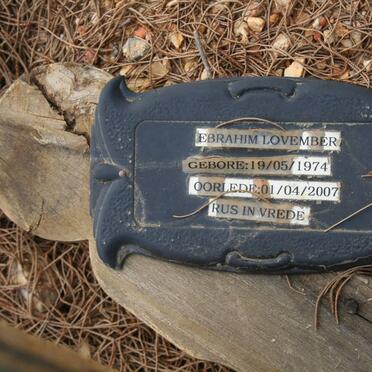 EBRAHIM LOVEMBER
GEBORE:19/05/1974
OORLEDE:01/04/2007
RUS IN VREDE